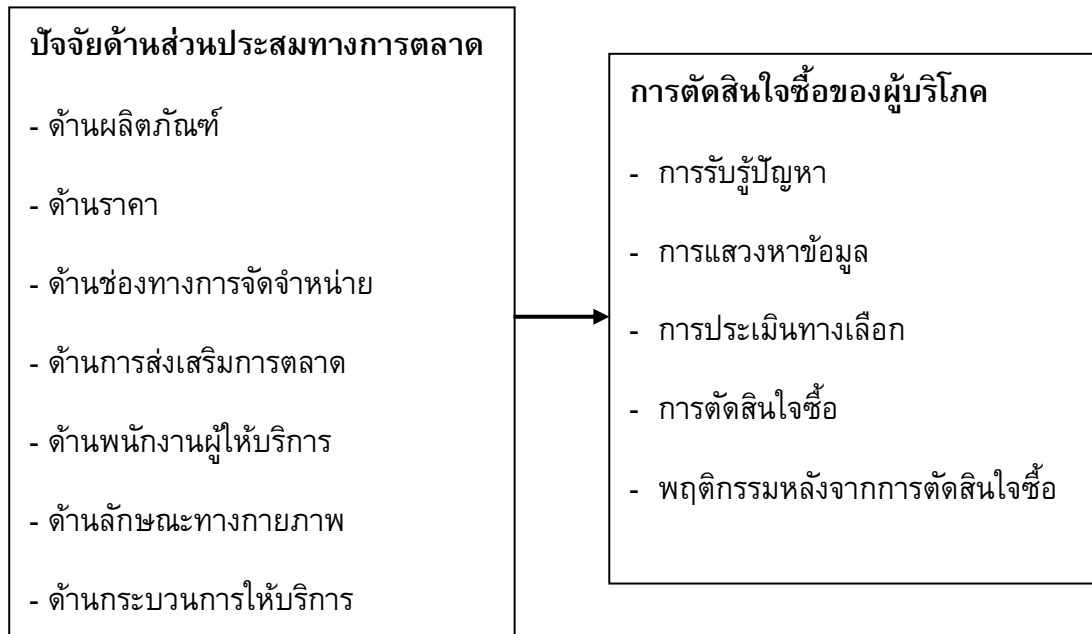 ปัจจัยด้านส่วนประสมทางการตลาด
- ด้านผลิตภัณฑ์
- ด้านราคา
- ด้านช่องทางการจัดจำหน่าย
- ด้านการส่งเสริมการตลาด
- ด้านพนักงานผู้ให้บริการ
- ด้านลักษณะทางกายภาพ
- ด้านกระบวนการให้บริการ
การตัดสินใจซื้อของผู้บริโภค
- การรับรู้ปัญหา
- การแสวงหาข้อมูล
- การประเมินทางเลือก
- การตัดสินใจซื้อ
- พฤติกรรมหลังจากการตัดสินใจซื้อ